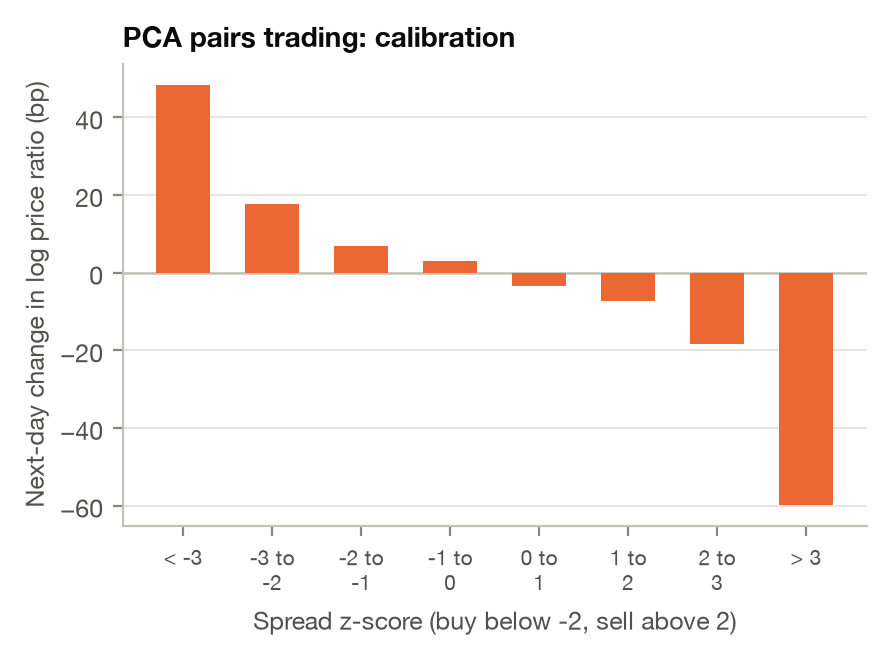 PCA pairs trading: calibration
Next-day change in log price ratio (bp)
40
20
0
−20
−40
−60
< -3
-3 to
-2
-2 to
-1
-1 to
0
0 to
1
1 to
2
2 to
3
> 3
Spread z-score (buy below -2, sell above 2)